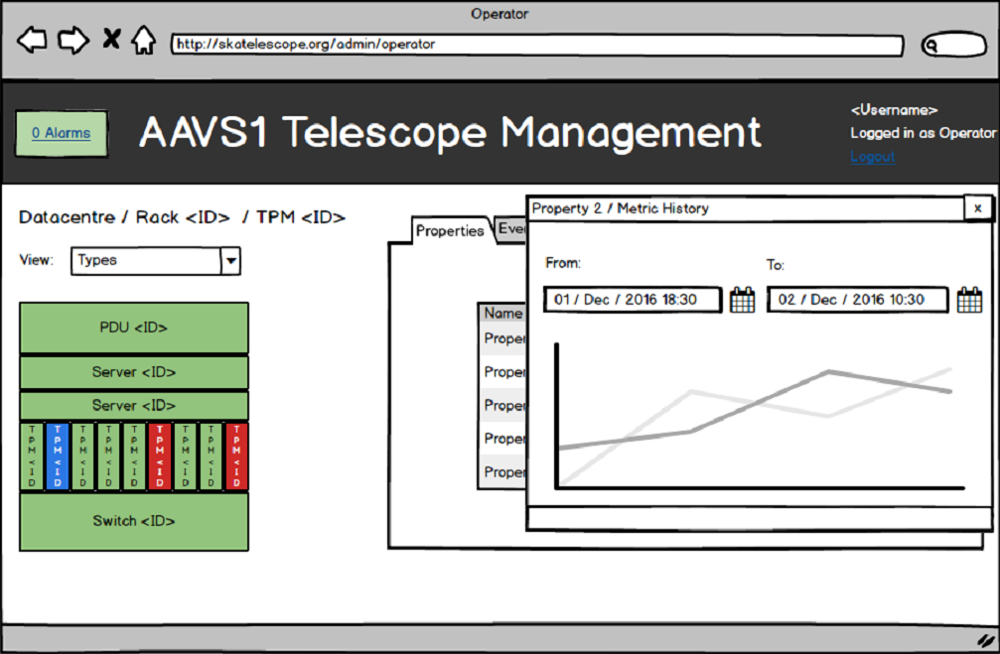 Operator
http://skatelescope.org/admin/operator
0 Alarms
AAVS1 Telescope Management
<Username>
Logged in as Operator
Logout
Datacentre / Rack <ID> / TPM <ID>
View:
Types
PDU <ID>
Server <ID>
Server <ID>
TPM <ID
TPM <ID
TPM <ID
TPM <ID
TPM <ID
TPM <ID
TPM <ID
TPM <ID
TPM <ID
Switch <ID>
Properties
Eve
Name
Proper
Proper
Proper
Proper
Proper
Property 2 / Metric History
x
From:
To:
01 / Dec / 2016 18:30
02 / Dec / 2016 10:30